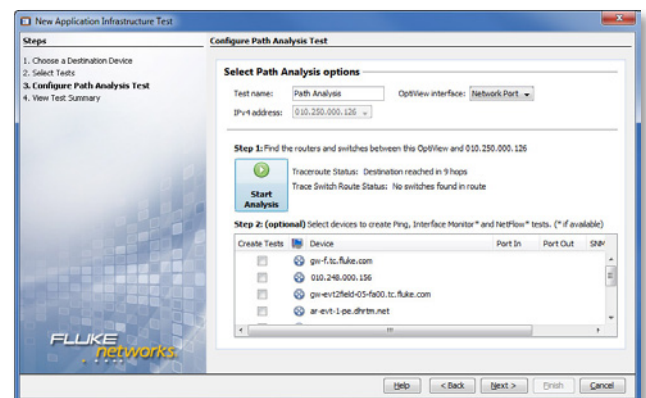 New Application Infrastructure Test
Steps
1. Choose a Destination Device
2. Select Tests
3. Configure Path Analysis Test
4. View Test Summary
FLUKE
networks
Configure Path Analysis Test
Select Path Analysis options
Test name: Path Analysis OptiView interface: Network Port
IPv4 address: 010.250.000.126
Step 1: Find the routers and switches between this OptiView and 010.250.000.126
Start
Analysis
Traceroute Status: Destination reached in 9 hops
Trace Switch Route Status: No switches found in route
Step 2: (optional) Select devices to create Ping, Interface Monitor* and NetFlow* tests. (* if available)
Create Tests Device Port In Port Out SNM
gw-f.tc.fluke.com
010.248.000.156
gw-evt2field-05-fa00.tc.fluke.com
ar-evt-1-pe.dhrtm.net
Help < Back Next > Finish Cancel